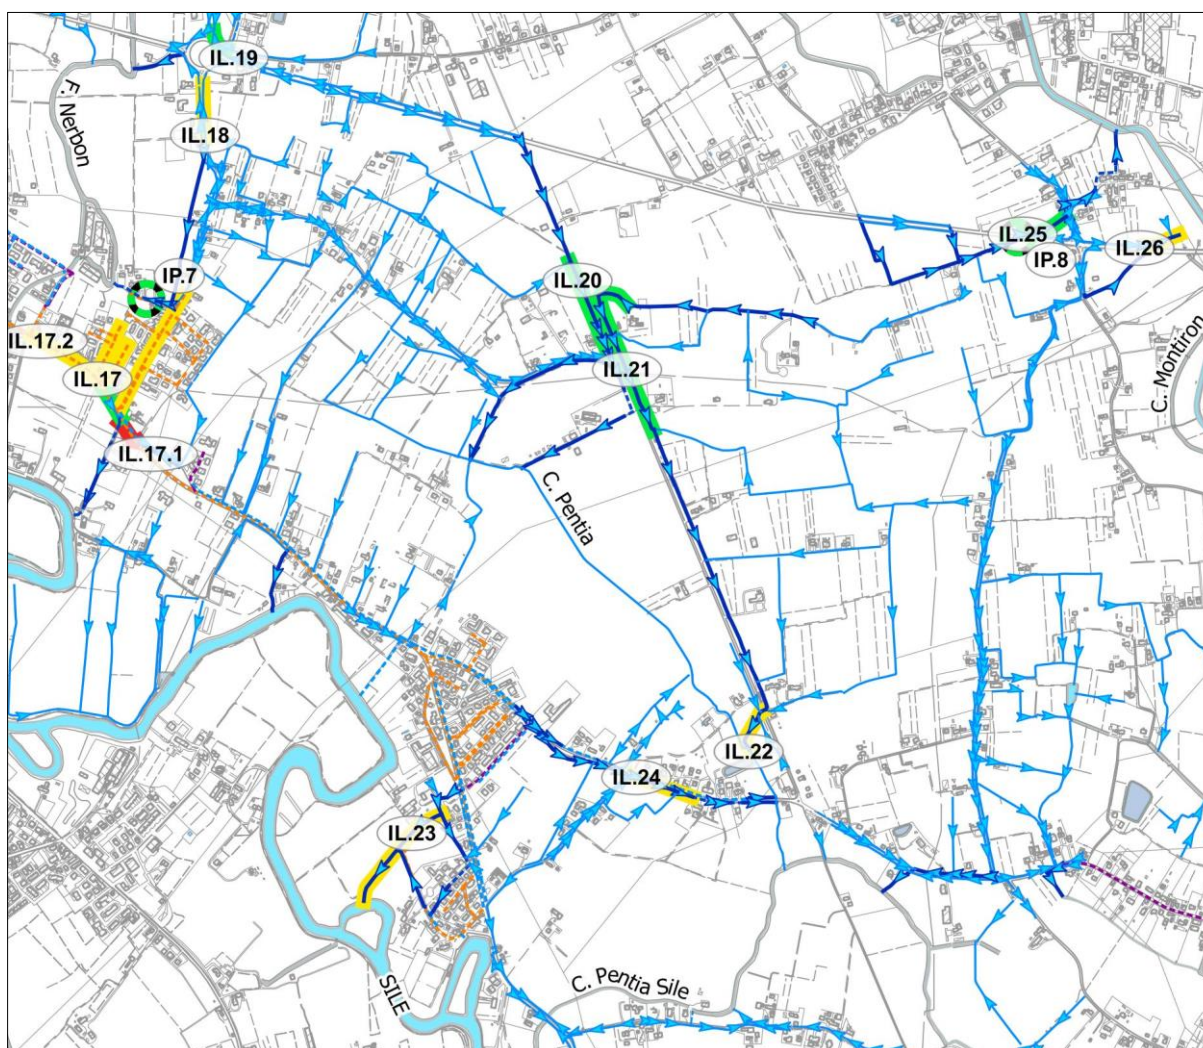 IL.19
F. Nerbon
IL.18
IL.25
IP.8
IL.26
IP.7
IL.20
IL.17.2
IL.17
IL.21
C. Montiron
IL.17.1
C. Pentia
IL.22
IL.24
IL.23
SILE
C. Pentia Sile